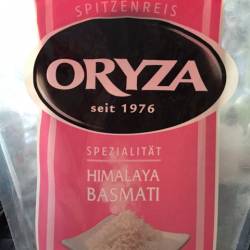 SPITZENREIS
ORYZA
seit 1976
SPEZIALITÄT
HIMALAYA
BASMATI